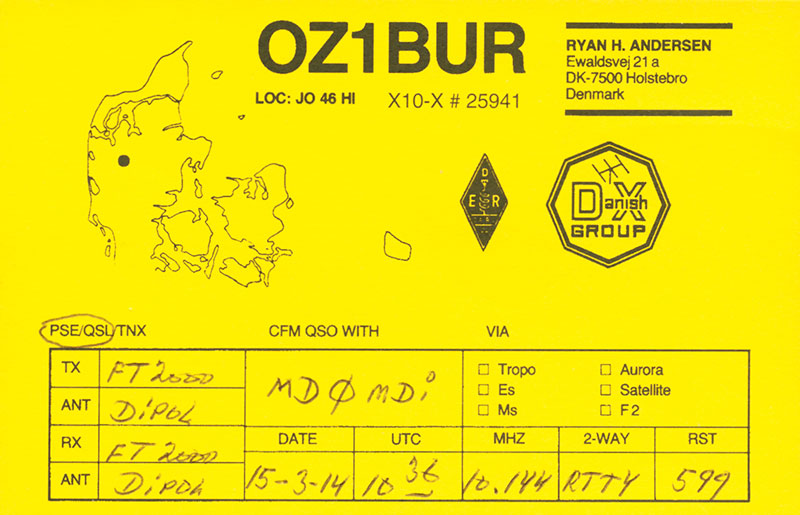 OZ1BUR
LOC: JO 46 HI X10-X # 25941
RYAN H. ANDERSEN
Ewaldsvej 21 a
DK-7500 Holstebro
Denmark
D
E R
Danish X
GROUP
PSE/QSL/TNX CFM QSO WITH VIA
TX FT2000
ANT DiPOL
RX FT2000
ANT DiPOL
MDØMDi
Tropo Aurora
Es Satellite
Ms F2
DATE UTC MHZ 2-WAY RST
15-3-14 10 36 10.144 RTTY 599